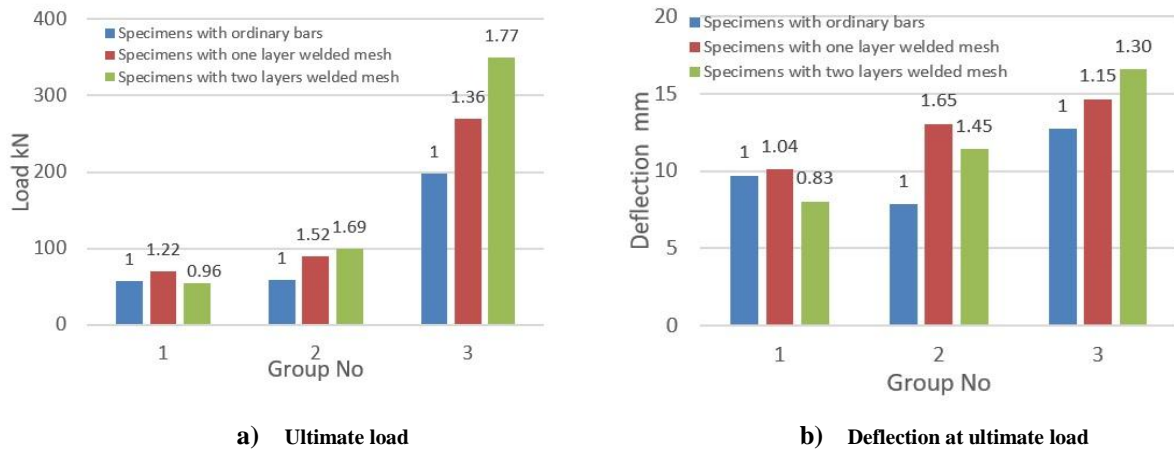 400
Specimens with ordinary bars
Specimens with one layer welded mesh
Specimens with two layers welded mesh
300
200
100
0
Load kN
1 1.22 0.96
1 1.52 1.69
1 1.36 1.77
1 2 3
Group No
a) Ultimate load
20
Specimens with ordinary bars
Specimens with one layer welded mesh
Specimens with two layers welded mesh
15
10
5
0
Deflection mm
1 1.04 0.83
1 1.65 1.45
1 1.15 1.30
1 2 3
Group No
b) Deflection at ultimate load